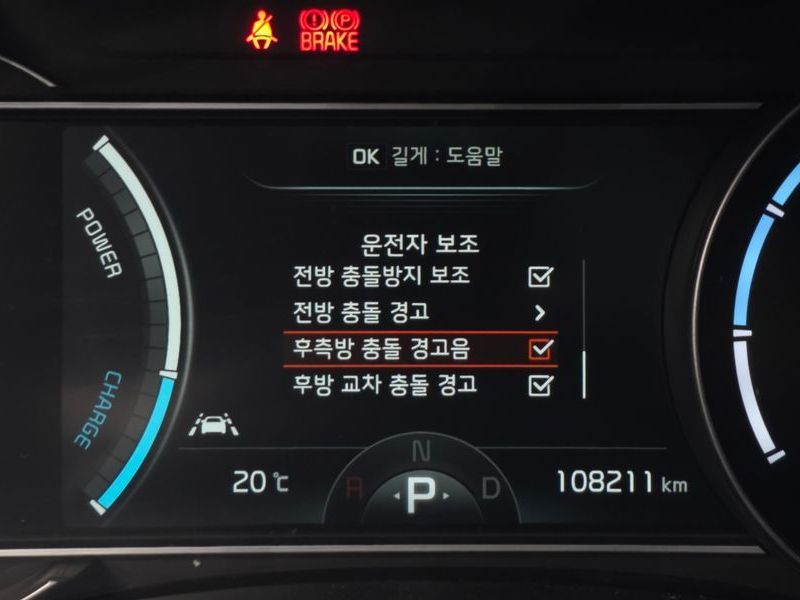 BRAKE
OK 길게 : 도움말
운전자 보조
전방 충돌방지 보조
전방 충돌 경고
후측방 충돌 경고음
후방 교차 충돌 경고
POWER
CHARGE
20 ℃
R
N
P
D
108211 km